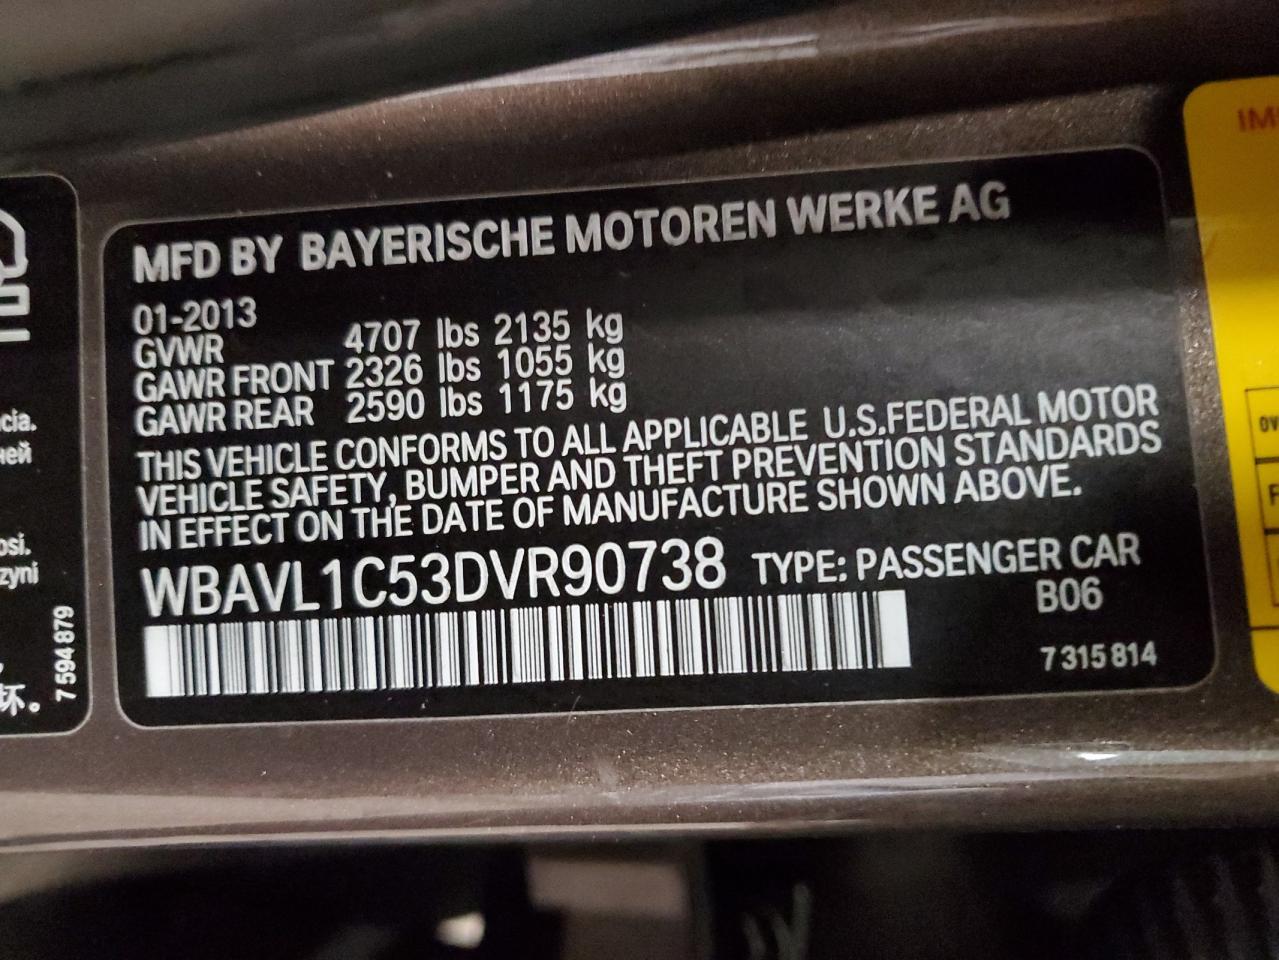 MFD BY BAYERISCHE MOTOREN WERKE AG
01-2013
GVWR 4707 lbs 2135 kg
GAWR FRONT 2326 lbs 1055 kg
GAWR REAR 2590 lbs 1175 kg
THIS VEHICLE CONFORMS TO ALL APPLICABLE U.S.FEDERAL MOTOR
VEHICLE SAFETY, BUMPER AND THEFT PREVENTION STANDARDS
IN EFFECT ON THE DATE OF MANUFACTURE SHOWN ABOVE.
WBAVL1C53DVR90738 TYPE: PASSENGER CAR
B06
7 315 814
7 594 879